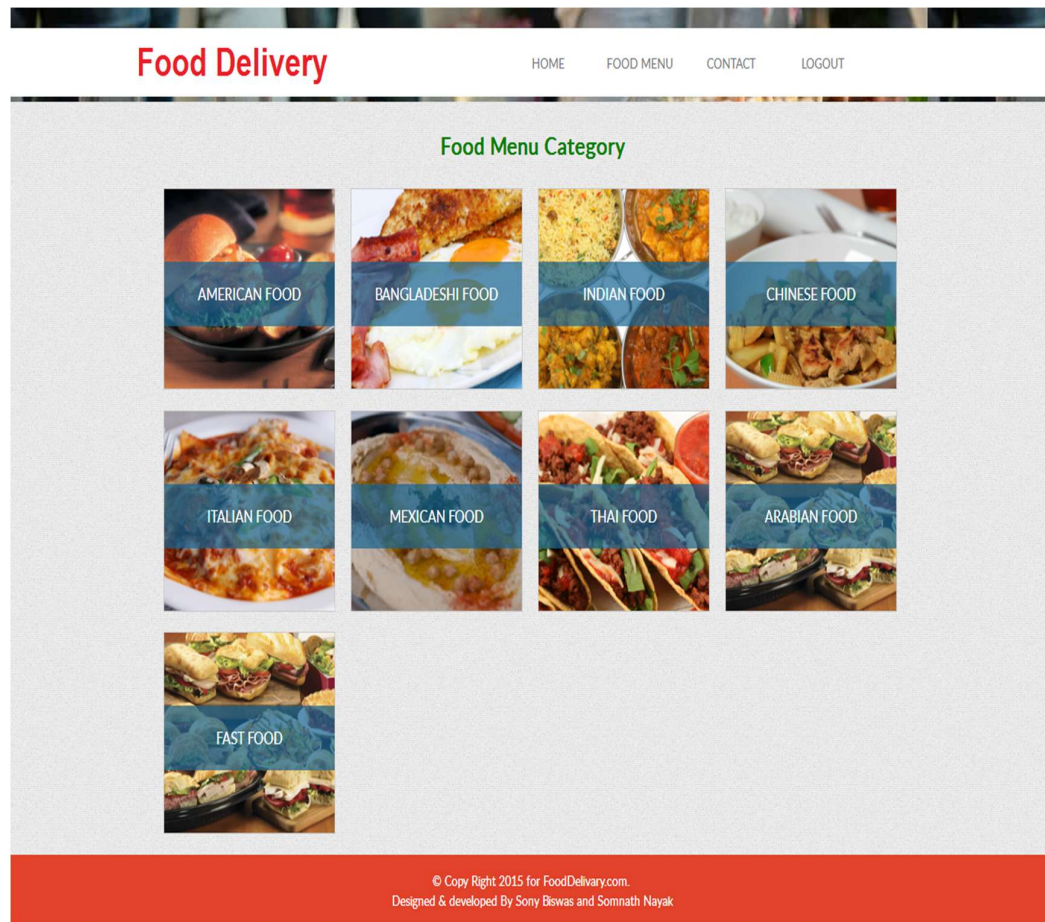 Food Delivery
HOME FOOD MENU CONTACT LOGOUT
Food Menu Category
AMERICAN FOOD BANGLADESHI FOOD INDIAN FOOD CHINESE FOOD
ITALIAN FOOD MEXICAN FOOD THAI FOOD ARABIAN FOOD
FAST FOOD
© Copy Right 2015 for FoodDelivary.com.
Designed & developed By Sony Biswas and Somnath Nayak